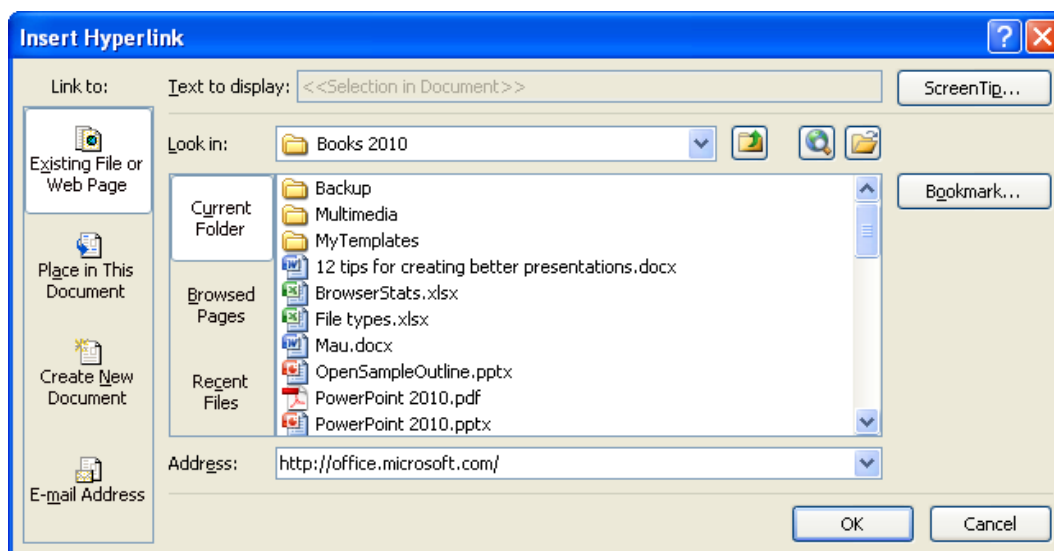 Insert Hyperlink
Link to:
Text to display: <<Selection in Document>>
ScreenTip...
Existing File or
Web Page
Place in This
Document
Create New
Document
E-mail Address
Look in:
Books 2010
Current
Folder
Browsed
Pages
Recent
Files
Backup
Multimedia
MyTemplates
12 tips for creating better presentations.docx
BrowserStats.xlsx
File types.xlsx
Mau.docx
OpenSampleOutline.pptx
PowerPoint 2010.pdf
PowerPoint 2010.pptx
Bookmark...
Address: http://office.microsoft.com/
OK
Cancel